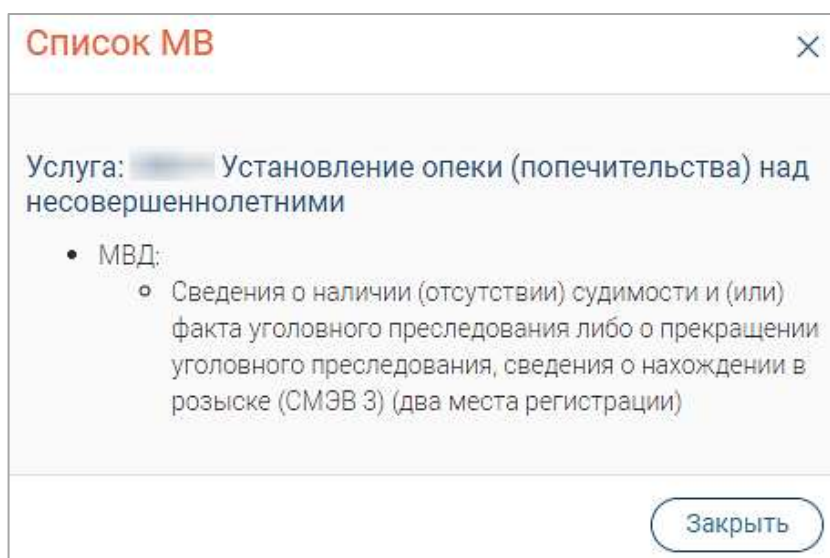 Список МВ
Услуга: Установление опеки (попечительства) над
несовершеннолетними
МВД:
Сведения о наличии (отсутствии) судимости и (или)
факта уголовного преследования либо о прекращении
уголовного преследования, сведения о нахождении в
розыске (СМЭВ 3) (два места регистрации)
Закрыть